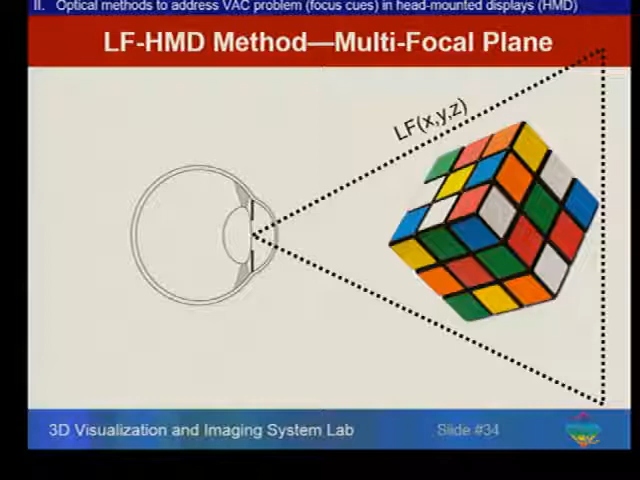 II. Optical methods to address VAC problem (focus cues) in head-mounted displays (HMD)
LF-HMD Method—Multi-Focal Plane
LF(x,y,z)
3D Visualization and Imaging System Lab
Slide #34